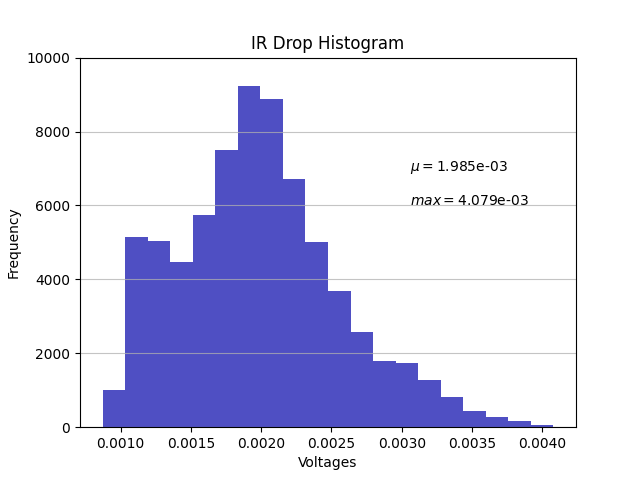 IR Drop Histogram
10000
8000
6000
4000
2000
0
Frequency
μ = 1.985e-03
max = 4.079e-03
0.0010 0.0015 0.0020 0.0025 0.0030 0.0035 0.0040
Voltages